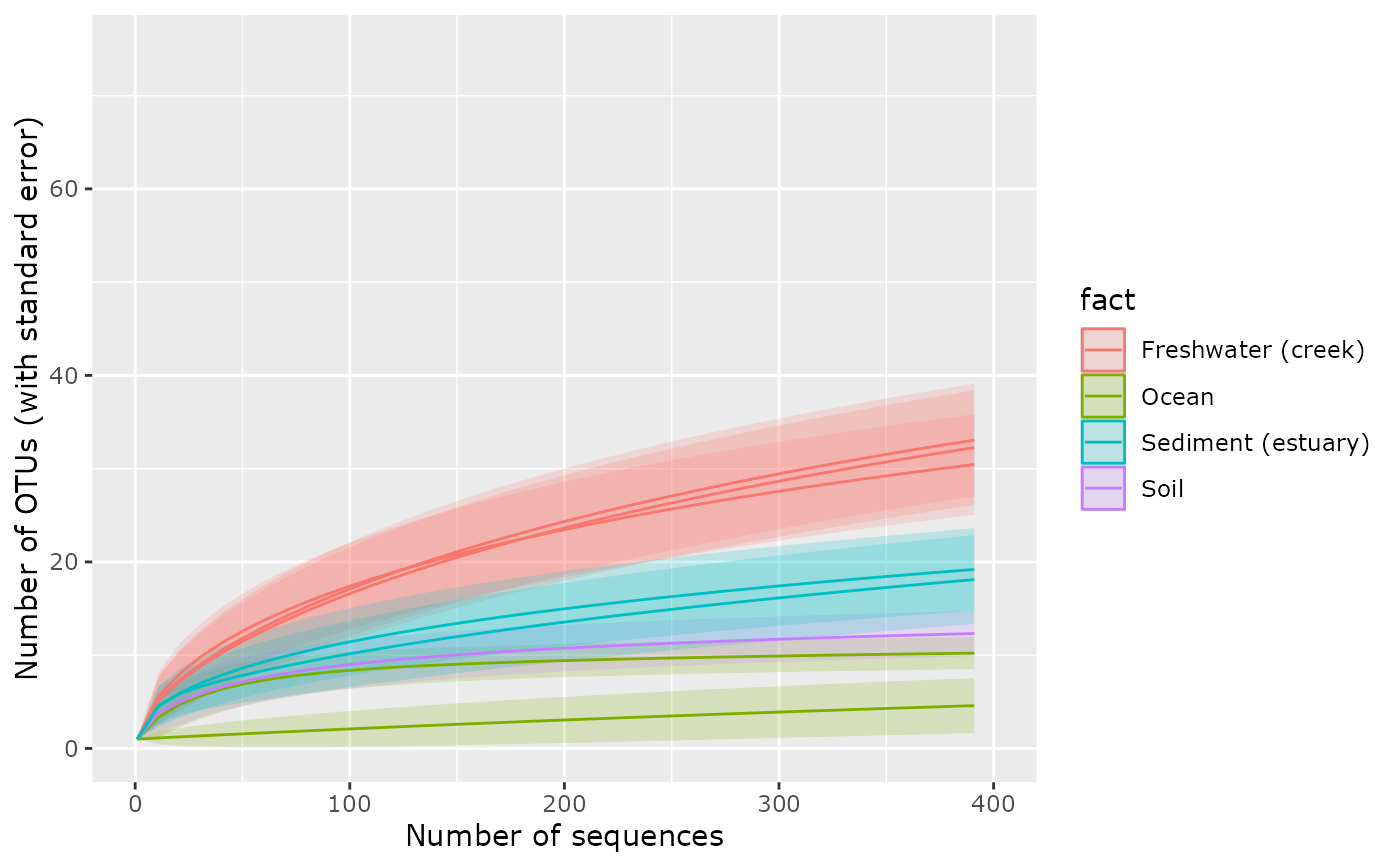 Number of OTUs (with standard error)
60
40
20
0
0 100 200 300 400
Number of sequences
fact
Freshwater (creek)
Ocean
Sediment (estuary)
Soil